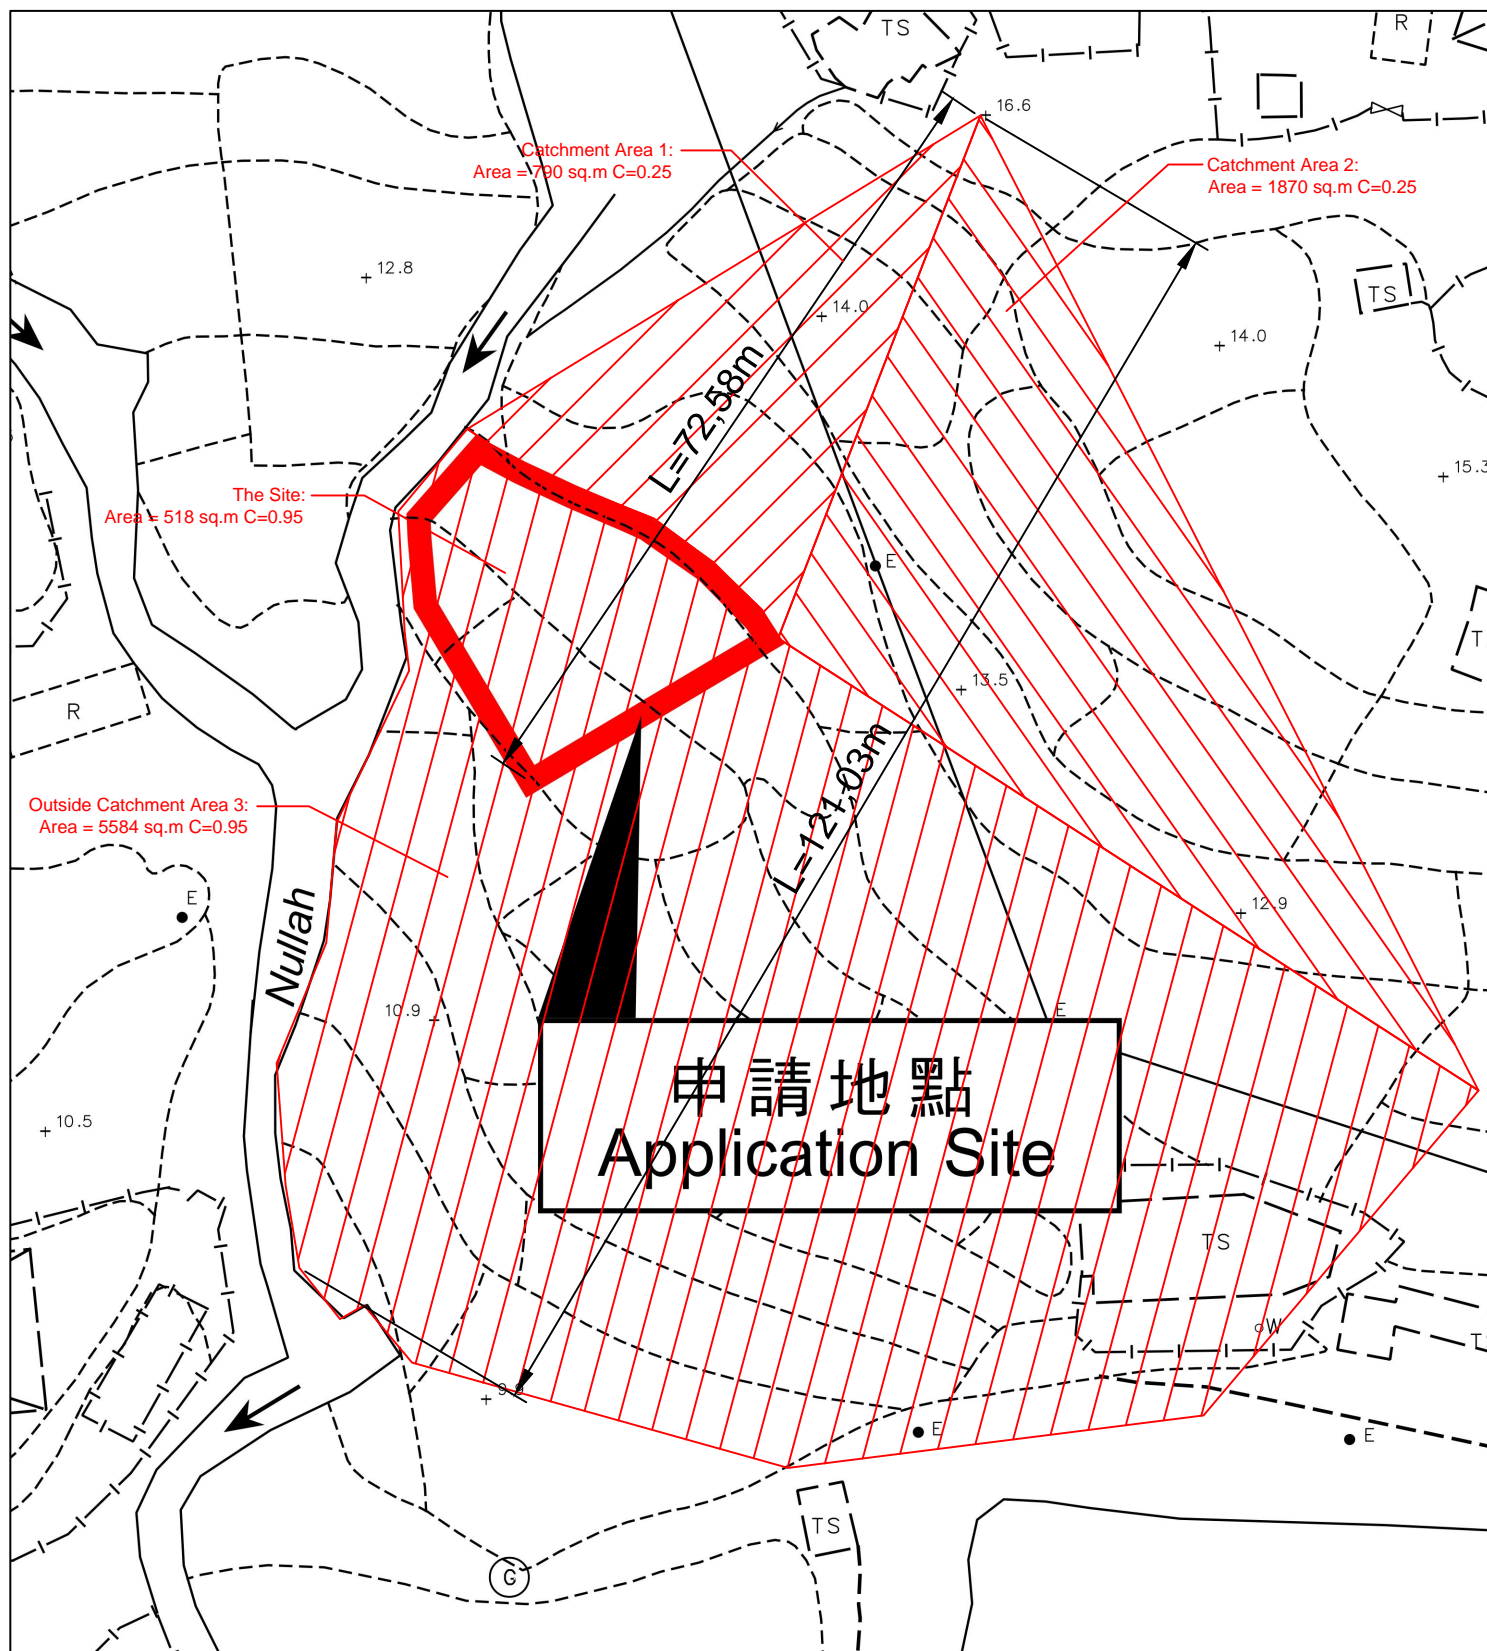 TS
R
16.6
Catchment Area 1:
Area = 790 sq.m C=0.25
Catchment Area 2:
Area = 1870 sq.m C=0.25
12.8
14.0
TS
14.0
L=72,58m
15.3
The Site:
Area = 518 sq.m C=0.95
E
T
13.5
R
L=121,03m
Outside Catchment Area 3:
Area = 5584 sq.m C=0.95
E
12.9
Nullah
10.9
E
申請地點
Application Site
10.5
TS
W
TS
9.9
E
E
TS
G